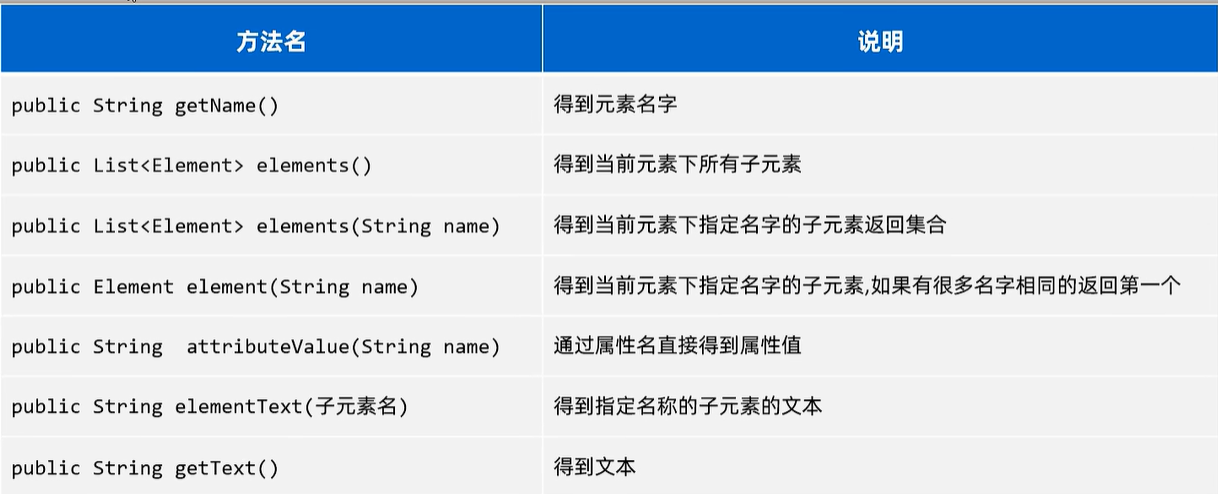 方法名 说明
public String getName() 得到元素名字
public List<Element> elements() 得到当前元素下所有子元素
public List<Element> elements(String name) 得到当前元素下指定名字的子元素返回集合
public Element element(String name) 得到当前元素下指定名字的子元素,如果有很多名字相同的返回第一个
public String  attributeValue(String name) 通过属性名直接得到属性值
public String elementText(子元素名) 得到指定名称的子元素的文本
public String getText() 得到文本